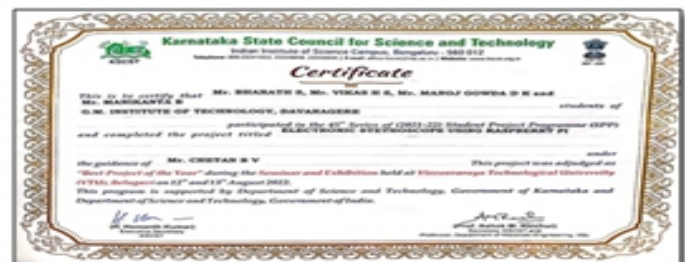 Karnataka State Council for Science and Technology
Indian Institute of Science Campus, Bengaluru - 560 012
KSCST
Certificate
This is to certify that Mr. BHARATH S, Mr. VIKAS H S, Mr. MANOJ GOWDA D N and
Mr. MANIKANTA B
students of
G.M. INSTITUTE OF TECHNOLOGY, DAVANAGERE
participated in the 45th Series of (2021-22) Student Project Programme (SPP)
and completed the project titled ELECTRONIC STETHOSCOPE USING RASPBERRY PI
under
the guidance of Mr. CHETAN B V This project was adjudged as
"Best Project of the Year" during the Seminar and Exhibition held at Visvesvaraya Technological University
(VTU), Belagavi on 12th and 13th August 2022.
This program is supported by Department of Science and Technology, Government of Karnataka and
Department of Science and Technology, Government of India.
(H. Hemanth Kumar)
Executive Secretary
KSCST